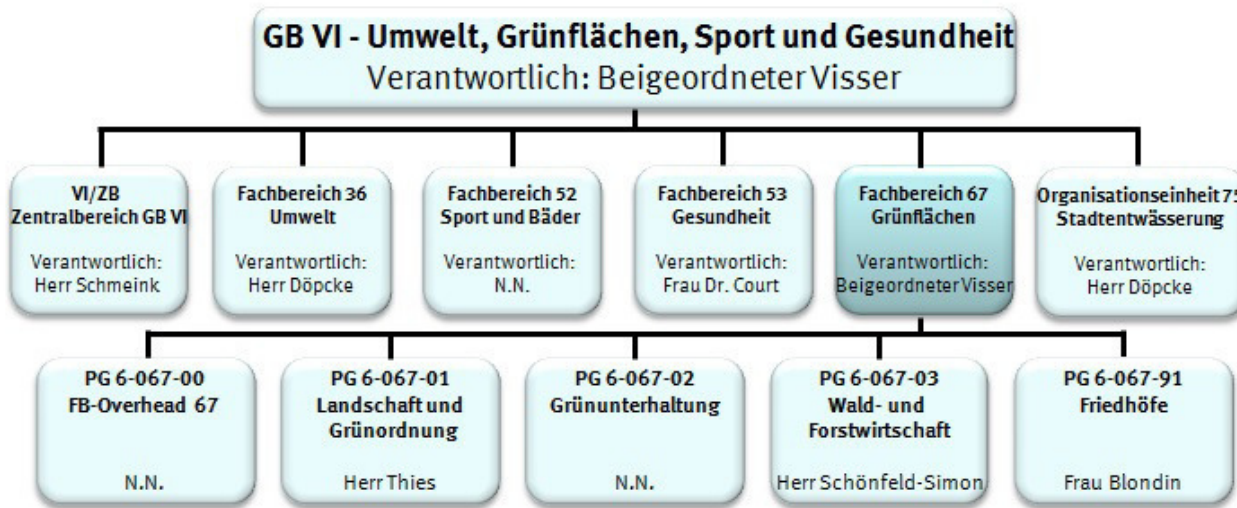 GB VI - Umwelt, Grünflächen, Sport und Gesundheit
Verantwortlich: Beigeordneter Visser
VI/ZB
Zentralbereich GB VI
Verantwortlich:
Herr Schmeink
Fachbereich 36
Umwelt
Verantwortlich:
Herr Döpcke
Fachbereich 52
Sport und Bäder
Verantwortlich:
N.N.
Fachbereich 53
Gesundheit
Verantwortlich:
Frau Dr. Court
Fachbereich 67
Grünflächen
Verantwortlich:
Beigeordneter Visser
Organisationseinheit 75
Stadtentwässerung
Verantwortlich:
Herr Döpcke
PG 6-067-00
FB-Overhead 67
N.N.
PG 6-067-01
Landschaft und
Grünordnung
Herr Thies
PG 6-067-02
Grünunterhaltung
N.N.
PG 6-067-03
Wald- und
Forstwirtschaft
Herr Schönfeld-Simon
PG 6-067-91
Friedhöfe
Frau Blondin